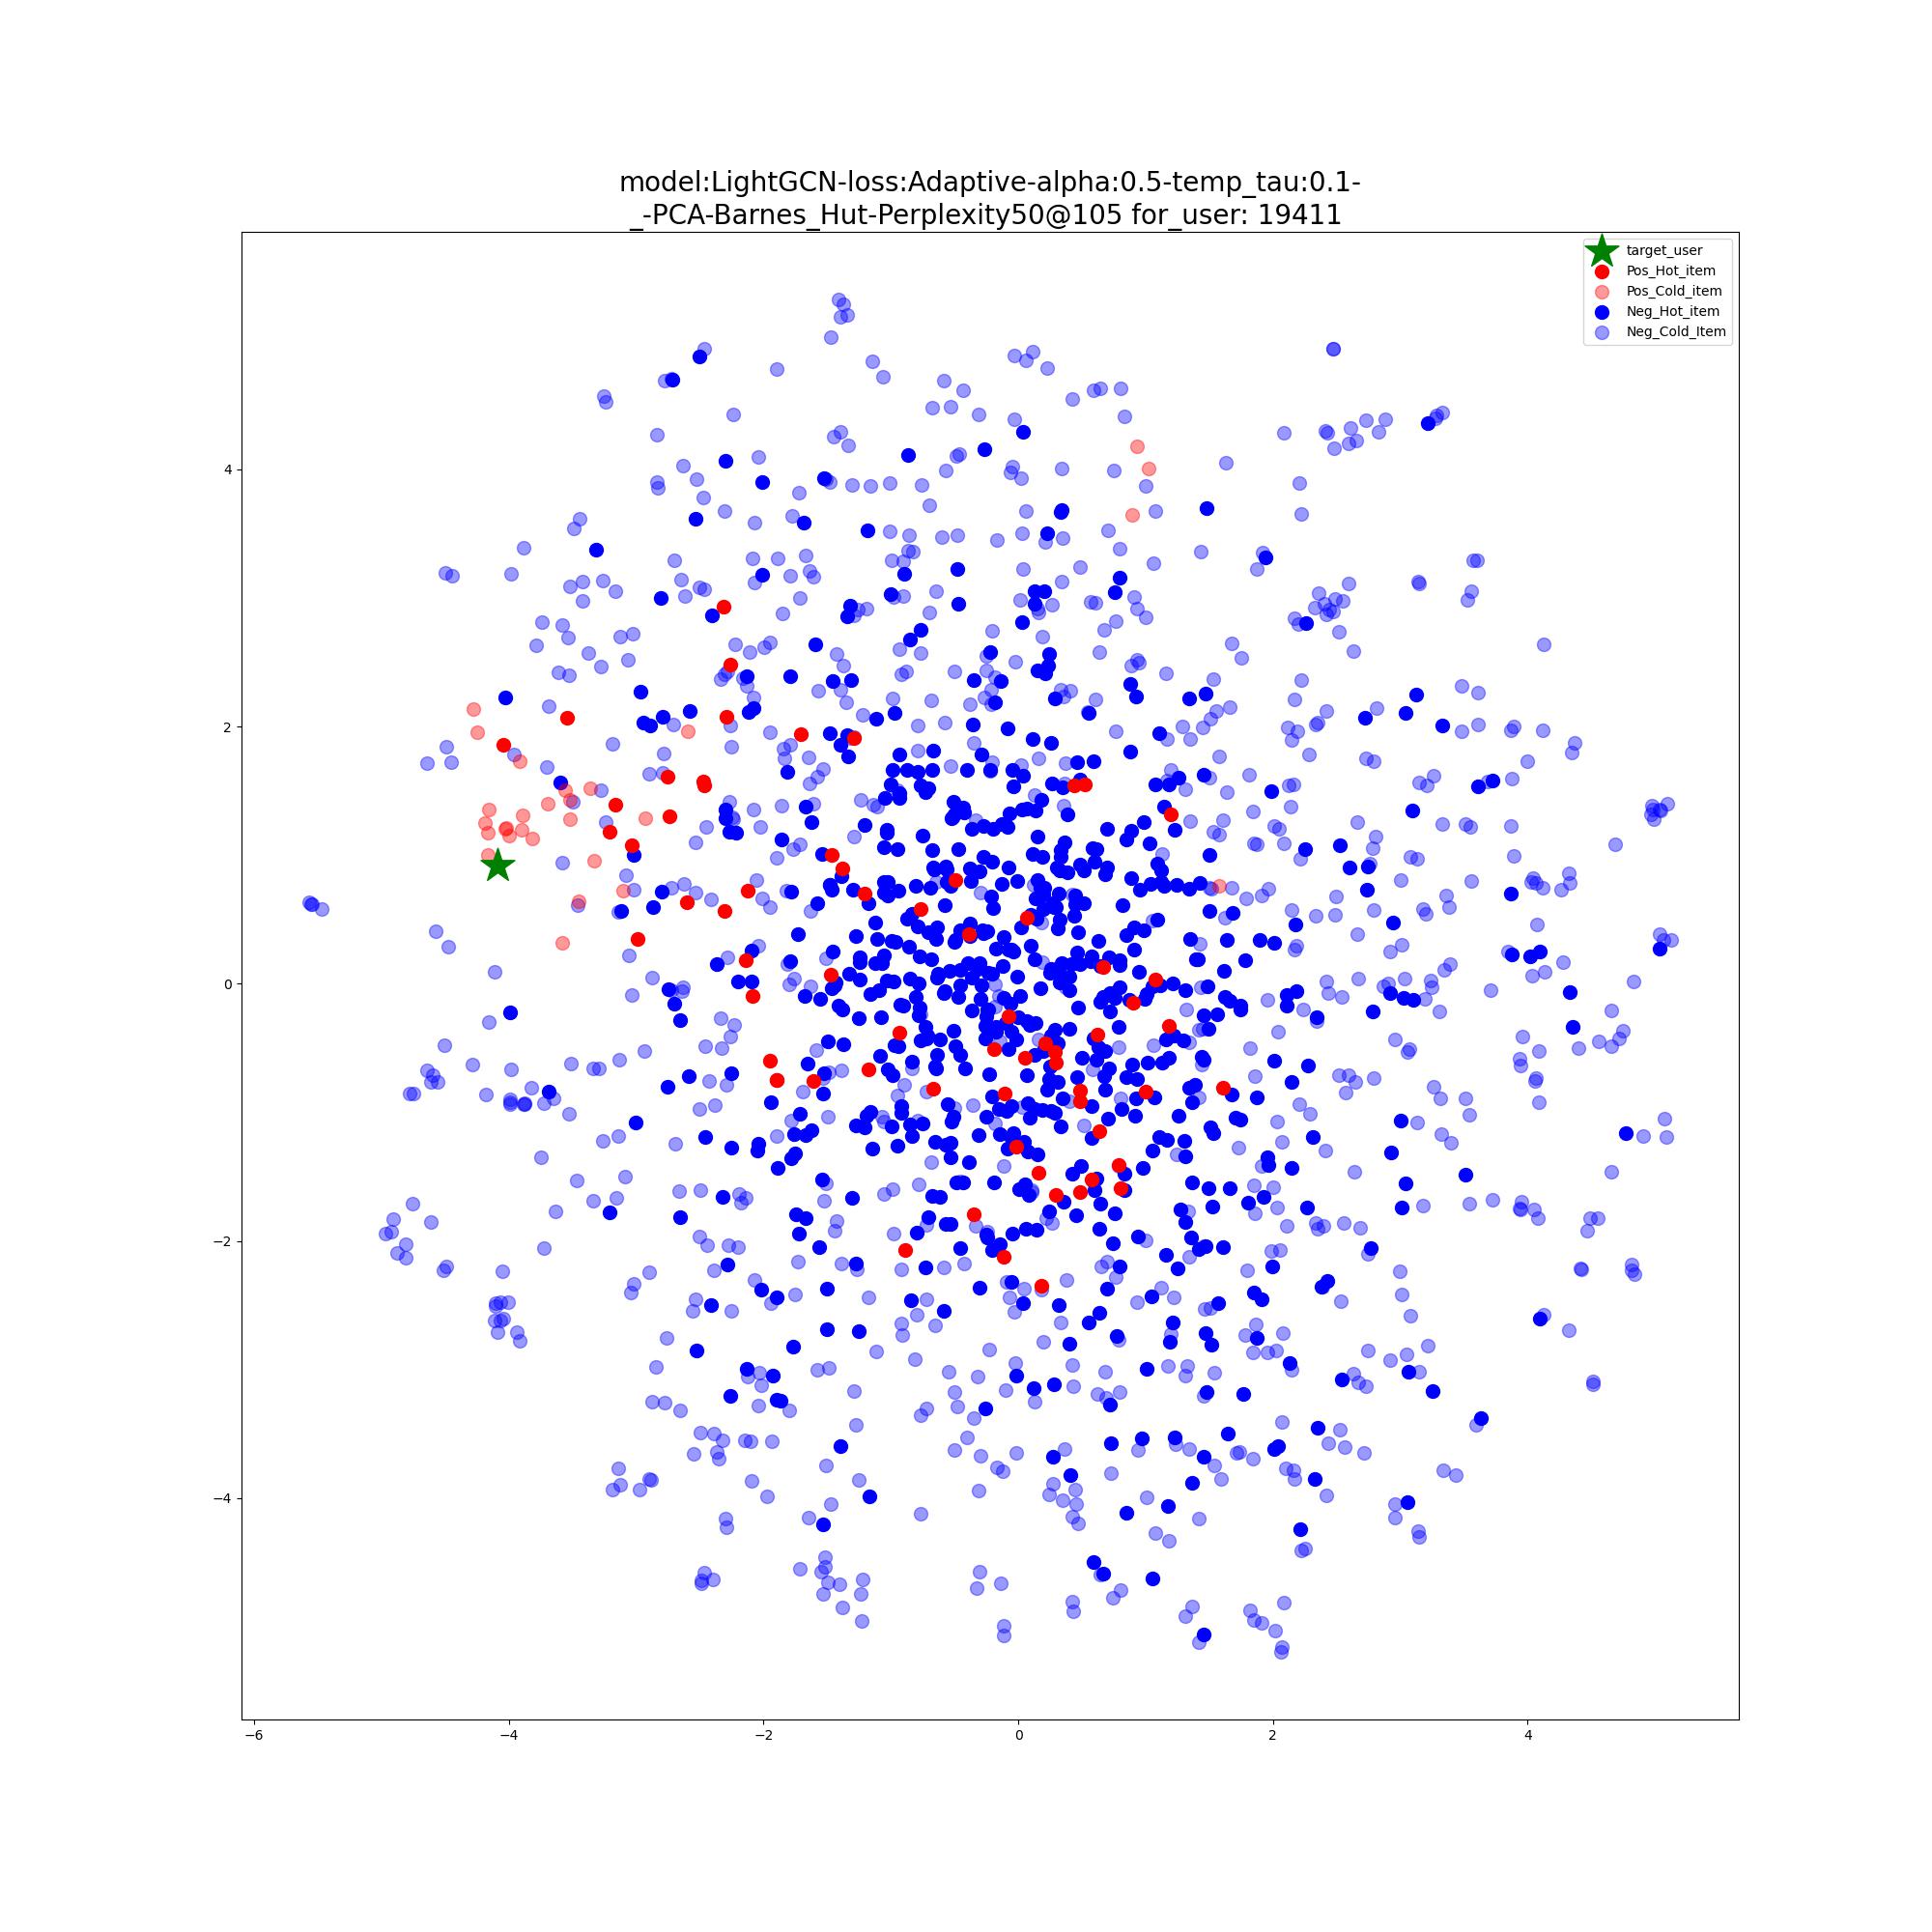 model:LightGCN-loss:Adaptive-alpha:0.5-temp_tau:0.1-
_-PCA-Barnes_Hut-Perplexity50@105 for_user: 19411
target_user
Pos_Hot_item
Pos_Cold_item
Neg_Hot_item
Neg_Cold_Item
4
2
0
−2
−4
−6
−4
−2
0
2
4